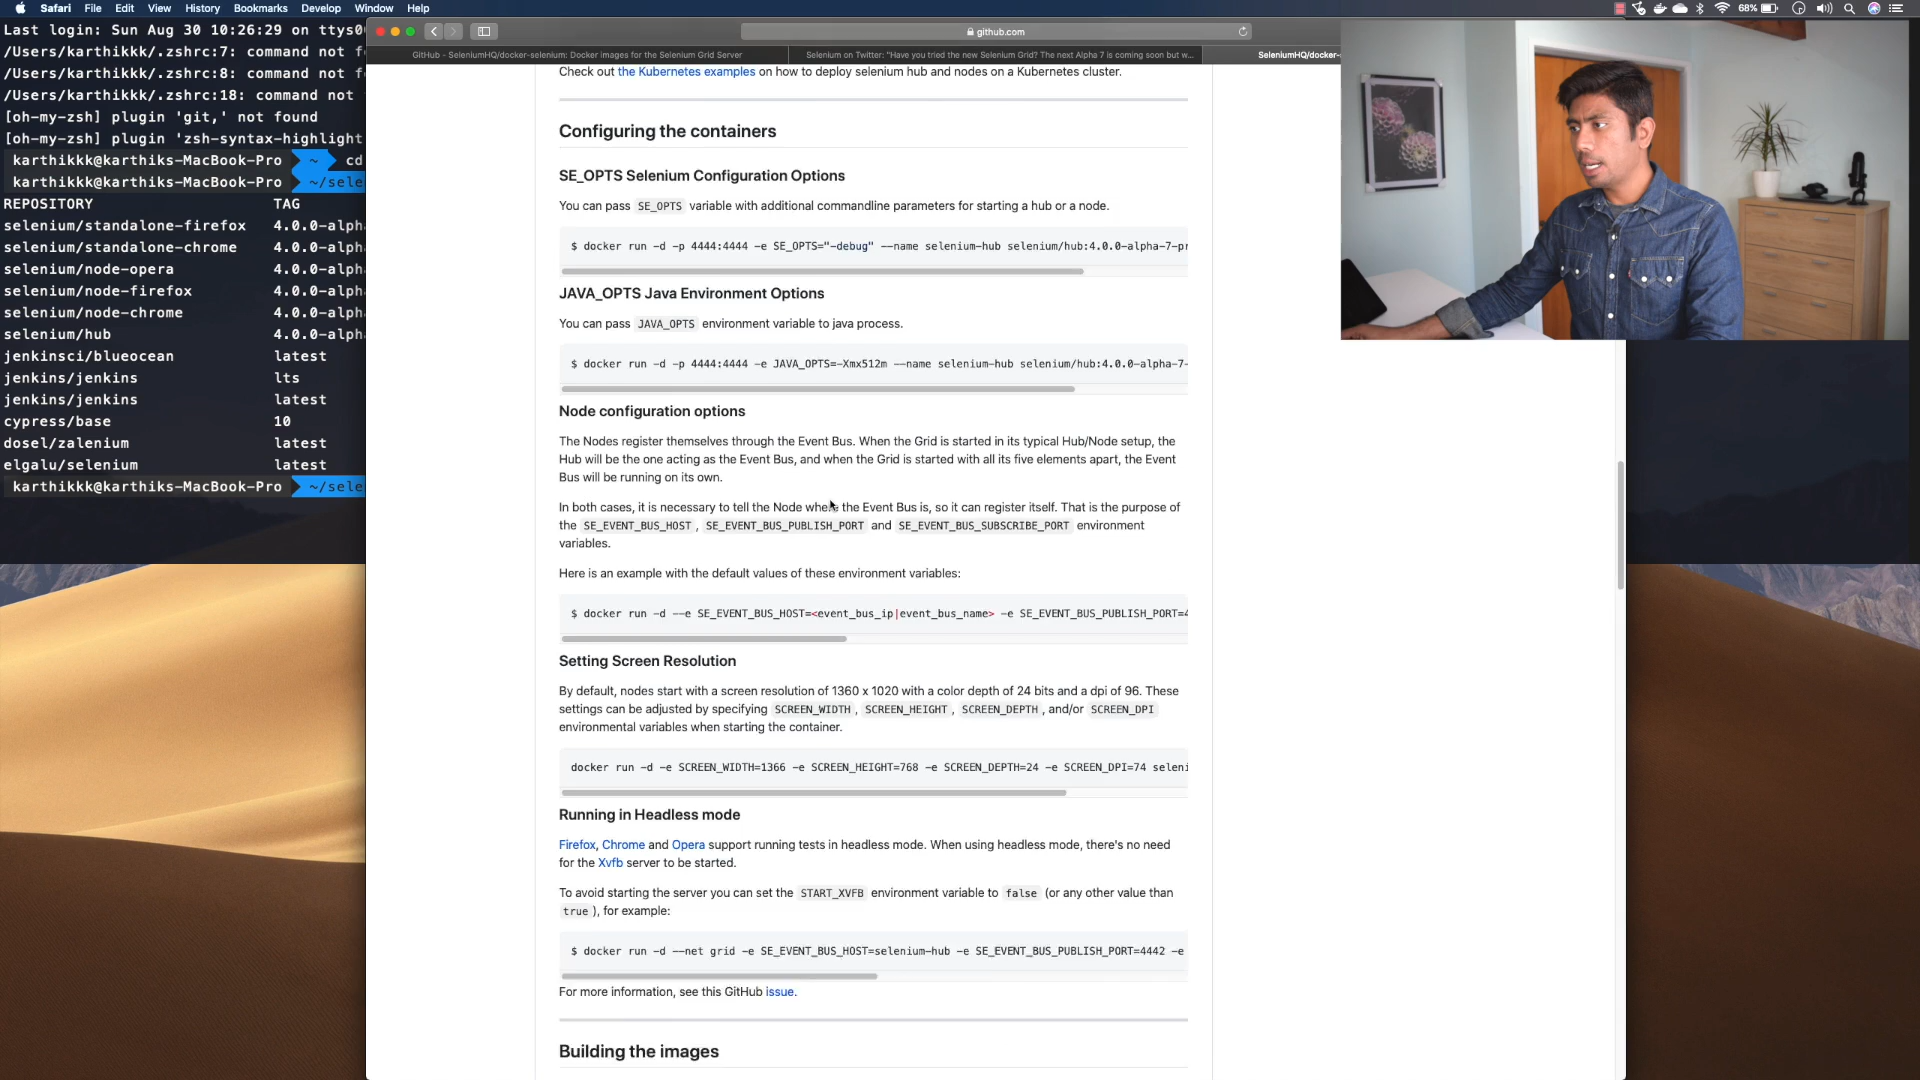 Safari File Edit View History Bookmarks Develop Window Help
68%
Last login: Sun Aug 30 10:26:29 on ttys0
/Users/karthikkk/.zshrc:7: command not f
/Users/karthikkk/.zshrc:8: command not f
/Users/karthikkk/.zshrc:18: command not
[oh-my-zsh] plugin 'git,' not found
[oh-my-zsh] plugin 'zsh-syntax-highlight
karthikkk@karthiks-MacBook-Pro ~ cd
karthikkk@karthiks-MacBook-Pro ~/sele
REPOSITORY TAG
selenium/standalone-firefox 4.0.0-alpha
selenium/standalone-chrome 4.0.0-alph
selenium/node-opera 4.0.0-alph
selenium/node-firefox 4.0.0-alph
selenium/node-chrome 4.0.0-alph
selenium/hub 4.0.0-alph
jenkinsci/blueocean latest
jenkins/jenkins lts
jenkins/jenkins latest
cypress/base 10
dosel/zalenium latest
elgalu/selenium latest
karthikkk@karthiks-MacBook-Pro ~/sele
github.com
GitHub - SeleniumHQ/docker-selenium: Docker images for the Selenium Grid Server
Selenium on Twitter: "Have you tried the new Selenium Grid? The next Alpha 7 is coming soon but w...
SeleniumHQ/docker-
Check out the Kubernetes examples on how to deploy selenium hub and nodes on a Kubernetes cluster.
Configuring the containers
SE_OPTS Selenium Configuration Options
You can pass SE_OPTS variable with additional commandline parameters for starting a hub or a node.
$ docker run -d -p 4444:4444 -e SE_OPTS="-debug" --name selenium-hub selenium/hub:4.0.0-alpha-7-pr
JAVA_OPTS Java Environment Options
You can pass JAVA_OPTS environment variable to java process.
$ docker run -d -p 4444:4444 -e JAVA_OPTS=-Xmx512m --name selenium-hub selenium/hub:4.0.0-alpha-7-
Node configuration options
The Nodes register themselves through the Event Bus. When the Grid is started in its typical Hub/Node setup, the
Hub will be the one acting as the Event Bus, and when the Grid is started with all its five elements apart, the Event
Bus will be running on its own.
In both cases, it is necessary to tell the Node where the Event Bus is, so it can register itself. That is the purpose of
the SE_EVENT_BUS_HOST , SE_EVENT_BUS_PUBLISH_PORT and SE_EVENT_BUS_SUBSCRIBE_PORT environment
variables.
Here is an example with the default values of these environment variables:
$ docker run -d --e SE_EVENT_BUS_HOST=<event_bus_ip|event_bus_name> -e SE_EVENT_BUS_PUBLISH_PORT=4
Setting Screen Resolution
By default, nodes start with a screen resolution of 1360 x 1020 with a color depth of 24 bits and a dpi of 96. These
settings can be adjusted by specifying SCREEN_WIDTH , SCREEN_HEIGHT , SCREEN_DEPTH , and/or SCREEN_DPI
environmental variables when starting the container.
docker run -d -e SCREEN_WIDTH=1366 -e SCREEN_HEIGHT=768 -e SCREEN_DEPTH=24 -e SCREEN_DPI=74 seleni
Running in Headless mode
Firefox, Chrome and Opera support running tests in headless mode. When using headless mode, there's no need
for the Xvfb server to be started.
To avoid starting the server you can set the START_XVFB environment variable to false (or any other value than
true ), for example:
$ docker run -d --net grid -e SE_EVENT_BUS_HOST=selenium-hub -e SE_EVENT_BUS_PUBLISH_PORT=4442 -e
For more information, see this GitHub issue.
Building the images